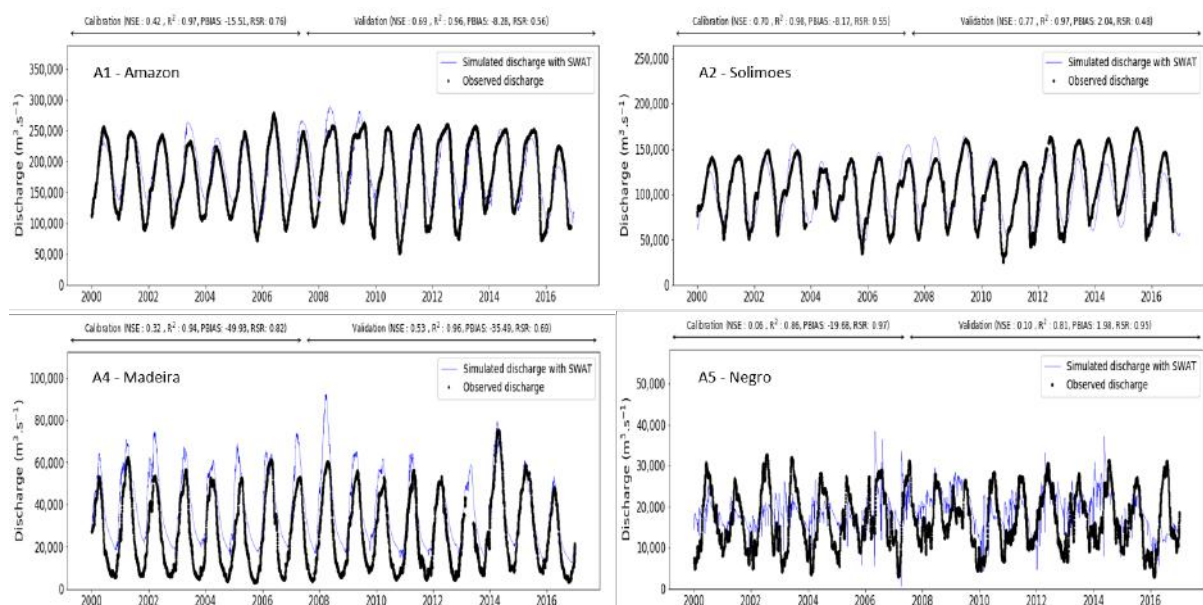 Calibration (NSE : 0.42 , R² : 0.97, PBIAS: -15.51, RSR: 0.76)
Validation (NSE : 0.69 , R² : 0.96, PBIAS: -8.28, RSR: 0.56)
A1 - Amazon
Simulated discharge with SWAT
Observed discharge
Discharge (m³.s⁻¹)
350,000
300,000
250,000
200,000
150,000
100,000
50,000
0
2000 2002 2004 2006 2008 2010 2012 2014 2016
Calibration (NSE : 0.70 , R² : 0.98, PBIAS: -8.17, RSR: 0.55)
Validation (NSE : 0.77 , R² : 0.97, PBIAS: 2.04, RSR: 0.48)
A2 - Solimoes
Simulated discharge with SWAT
Observed discharge
Discharge (m³.s⁻¹)
250,000
200,000
150,000
100,000
50,000
0
2000 2002 2004 2006 2008 2010 2012 2014 2016
Calibration (NSE : 0.32 , R² : 0.94, PBIAS: -49.93, RSR: 0.82)
Validation (NSE : 0.53 , R² : 0.96, PBIAS: -35.49, RSR: 0.69)
A4 - Madeira
Simulated discharge with SWAT
Observed discharge
Discharge (m³.s⁻¹)
100,000
80,000
60,000
40,000
20,000
0
2000 2002 2004 2006 2008 2010 2012 2014 2016
Calibration (NSE : 0.06 , R² : 0.86, PBIAS: -19.68, RSR: 0.97)
Validation (NSE : 0.10 , R² : 0.81, PBIAS: 1.98, RSR: 0.95)
A5 - Negro
Simulated discharge with SWAT
Observed discharge
Discharge (m³.s⁻¹)
50,000
40,000
30,000
20,000
10,000
0
2000 2002 2004 2006 2008 2010 2012 2014 2016